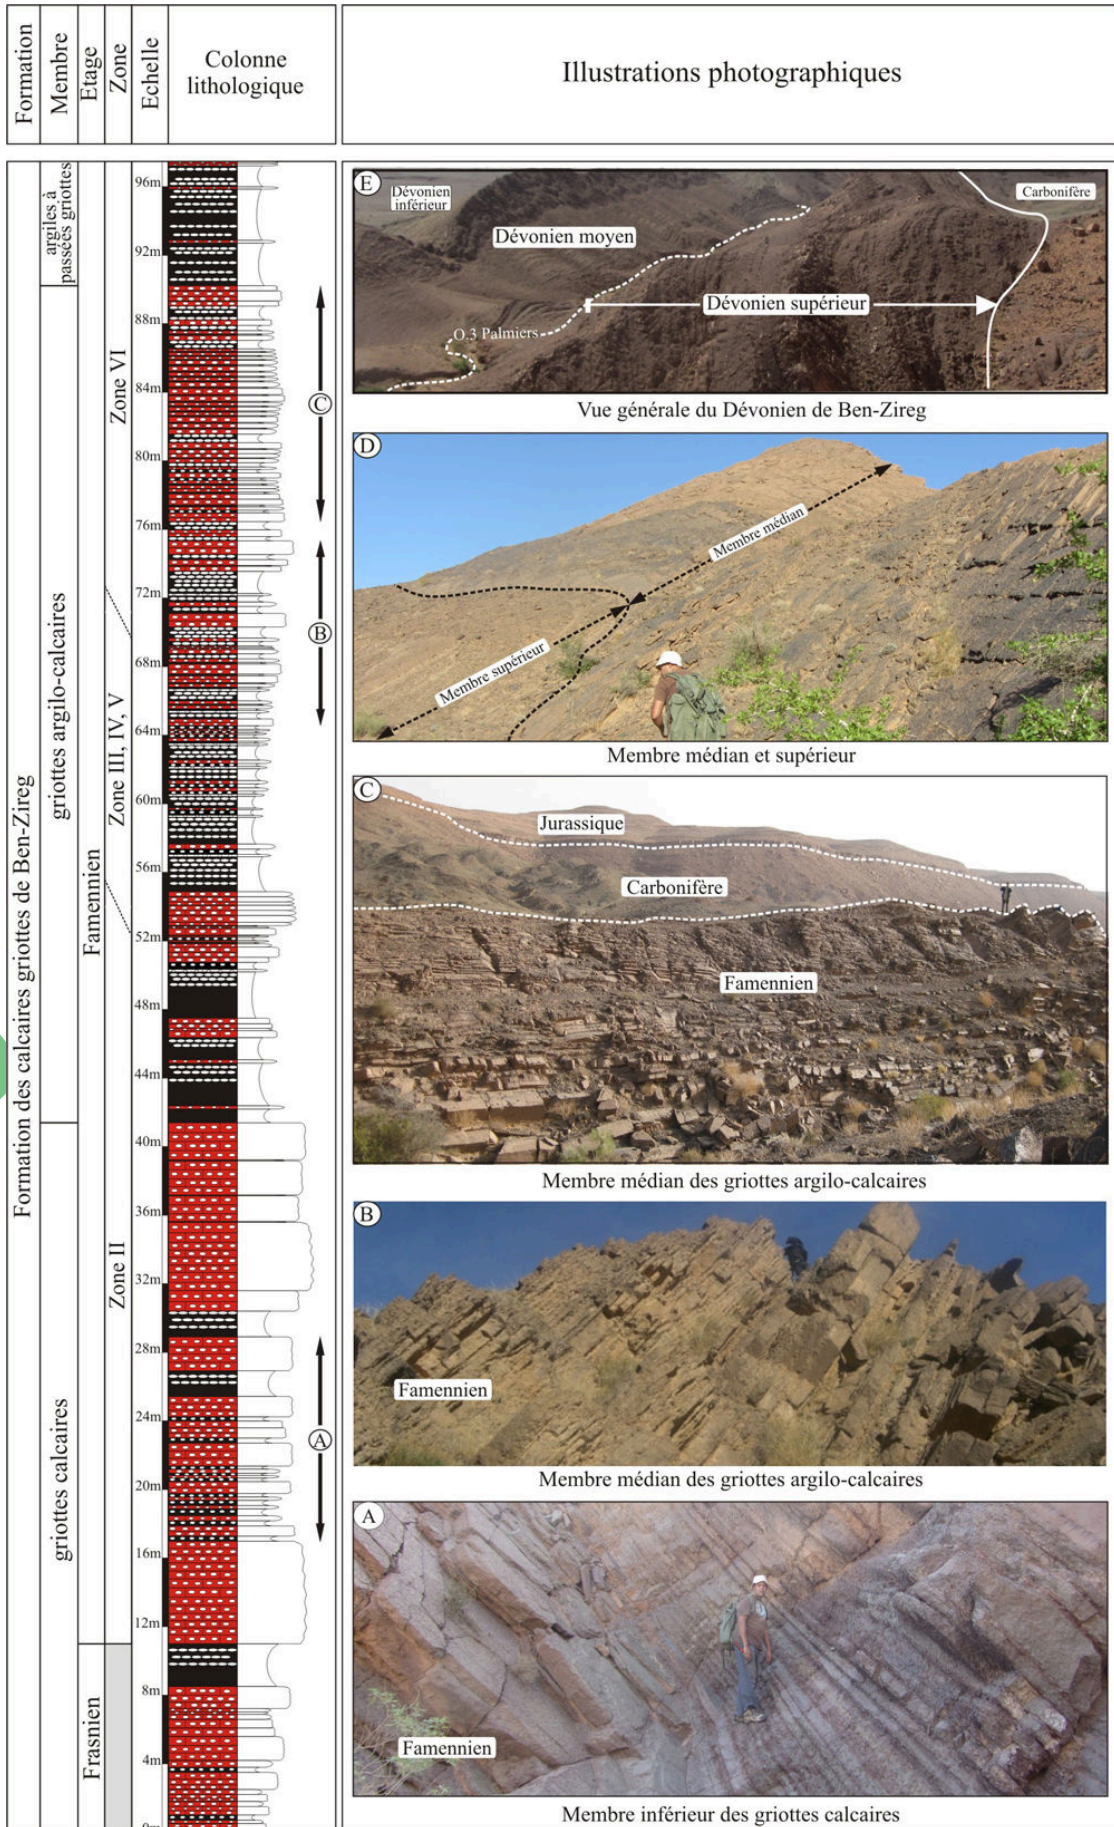 Formation
Membre
Etage
Zone
Echelle
Colonne
lithologique
Illustrations photographiques
Formation des calcaires griottes de Ben-Zireg
argiles à
passées griottes
griottes argilo-calcaires
griottes calcaires
Famennien
Frasnien
Zone VI
Zone III, IV, V
Zone II
96m
92m
88m
84m
80m
76m
72m
68m
64m
60m
56m
52m
48m
44m
40m
36m
32m
28m
24m
20m
16m
12m
8m
4m
0m
C
B
A
E
Dévonien
inférieur
Dévonien moyen
Carbonifère
Dévonien supérieur
O.3 Palmiers
Vue générale du Dévonien de Ben-Zireg
D
Membre médian
Membre supérieur
Membre médian et supérieur
C
Jurassique
Carbonifère
Famennien
Membre médian des griottes argilo-calcaires
B
Famennien
Membre médian des griottes argilo-calcaires
A
Famennien
Membre inférieur des griottes calcaires